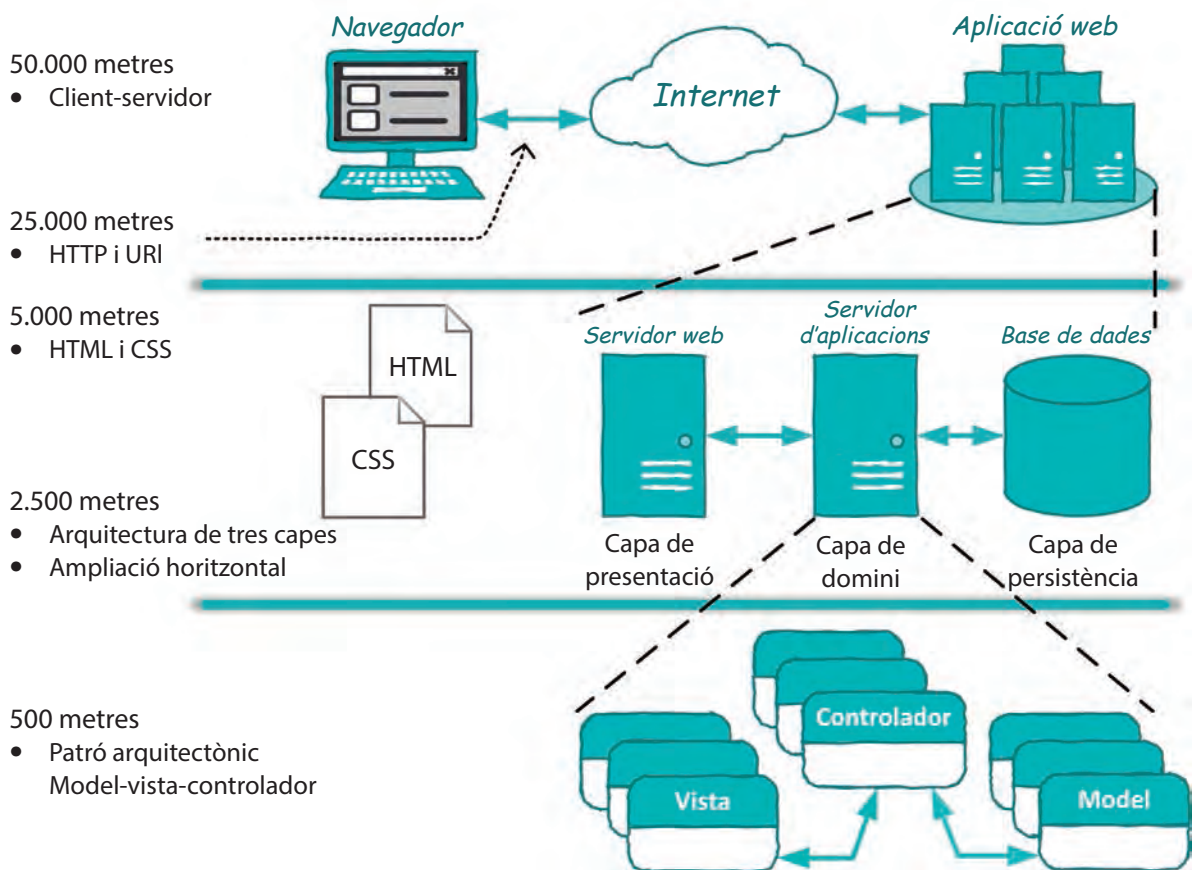 Navegador
Aplicació web
50.000 metres
• Client-servidor
Internet
25.000 metres
• HTTP i URl
5.000 metres
• HTML i CSS
HTML
CSS
Servidor web
Servidor
d'aplicacions
Base de dades
2.500 metres
• Arquitectura de tres capes
• Ampliació horitzontal
Capa de
presentació
Capa de
domini
Capa de
persistència
500 metres
• Patró arquitectònic
Model-vista-controlador
Controlador
Vista
Model